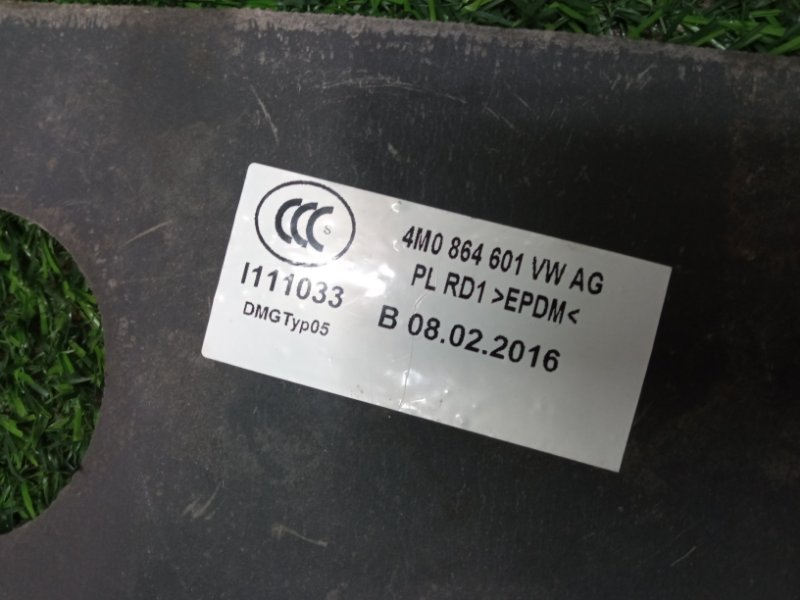 CCC S
I111033
DMGTyp05
4M0 864 601 VW AG
PL RD1 >EPDM<
B 08.02.2016